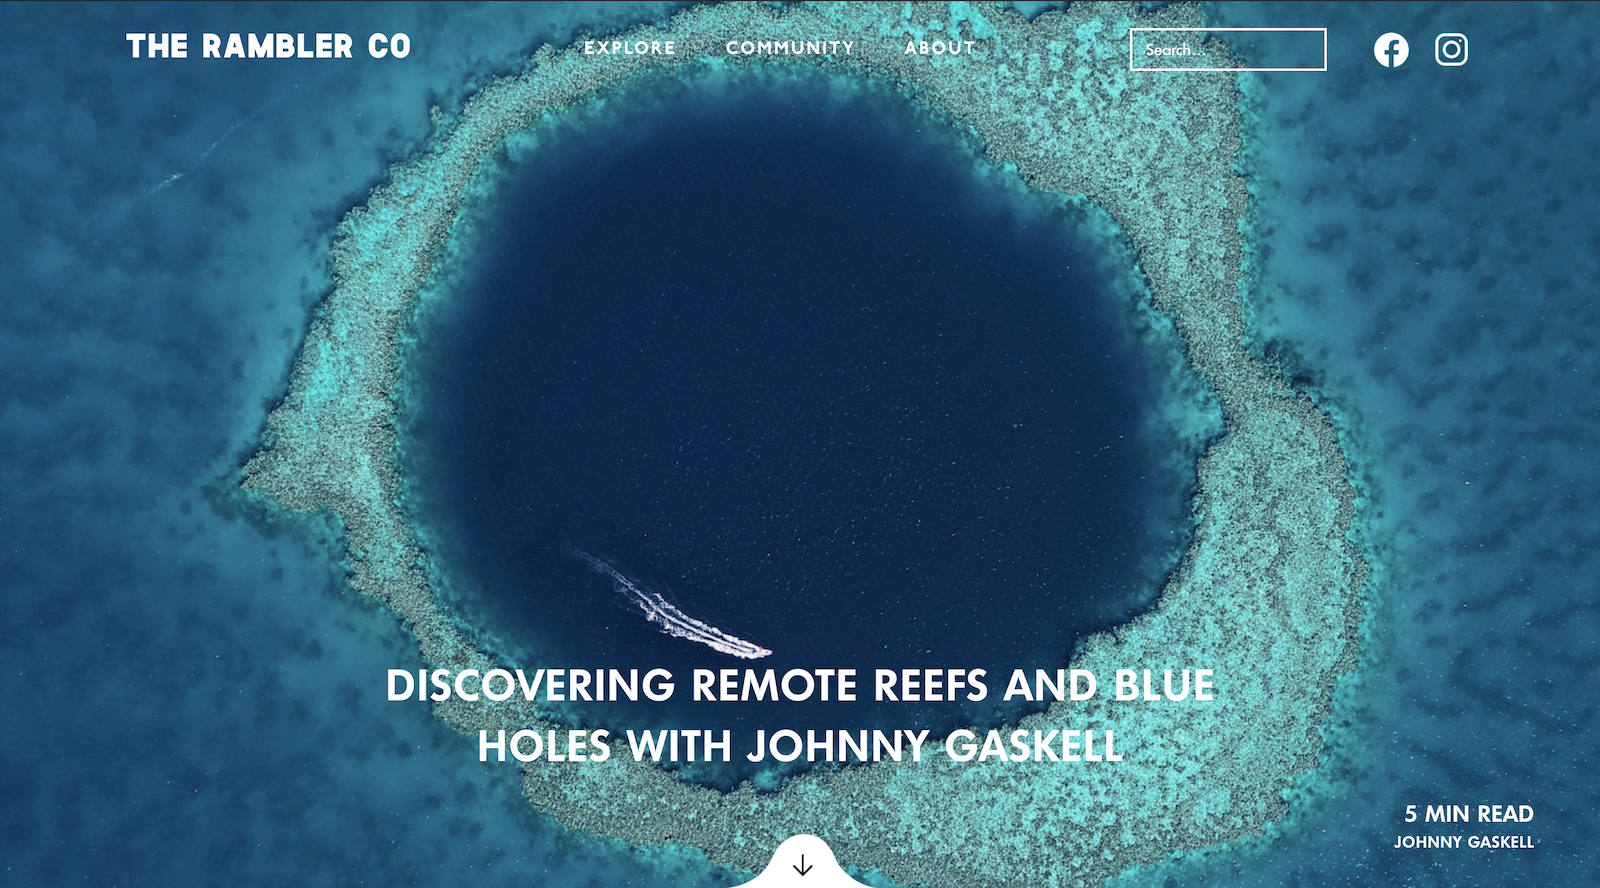 THE RAMBLER CO
EXPLORE COMMUNITY ABOUT
Search...
DISCOVERING REMOTE REEFS AND BLUE
HOLES WITH JOHNNY GASKELL
5 MIN READ
JOHNNY GASKELL